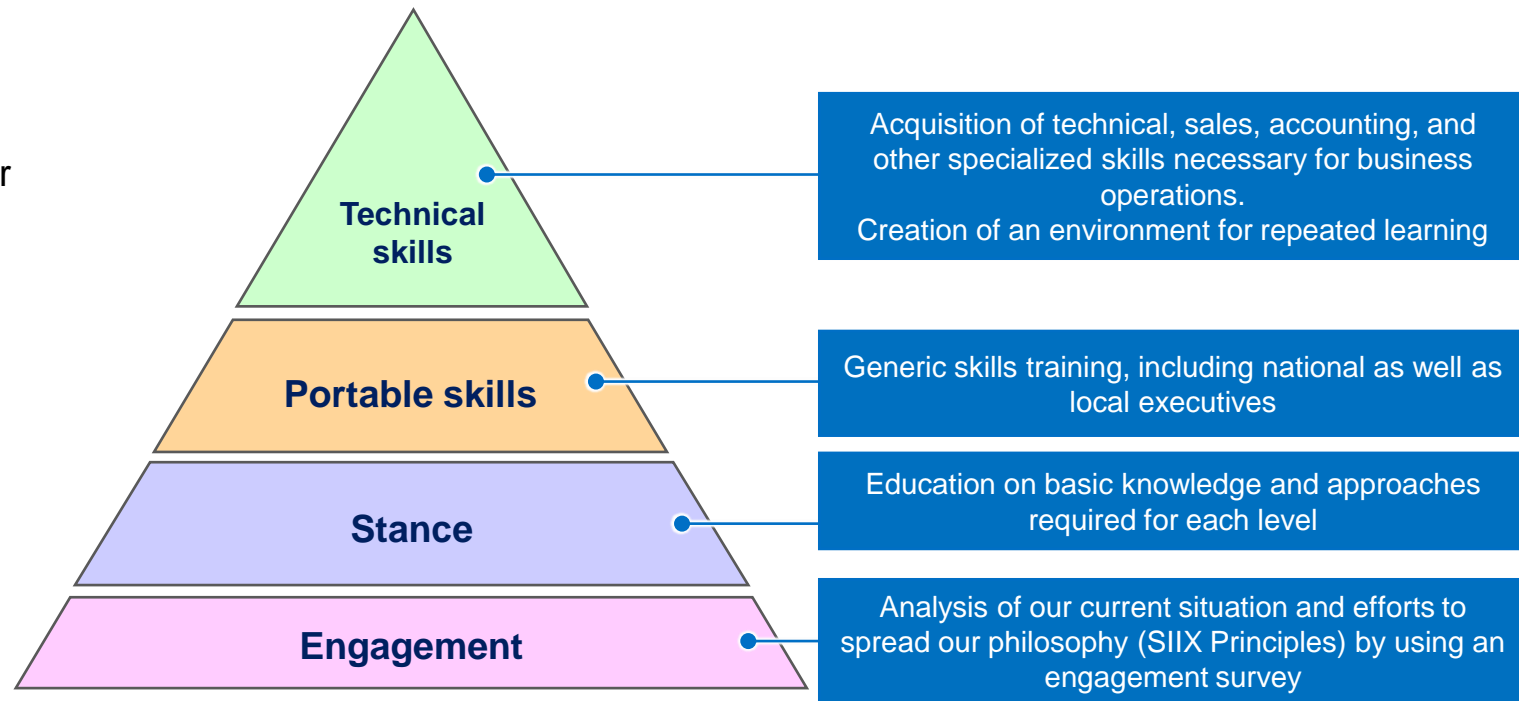 r
Technical
skills
Acquisition of technical, sales, accounting, and
other specialized skills necessary for business
operations.
Creation of an environment for repeated learning
Portable skills
Generic skills training, including national as well as
local executives
Stance
Education on basic knowledge and approaches
required for each level
Engagement
Analysis of our current situation and efforts to
spread our philosophy (SIIX Principles) by using an
engagement survey